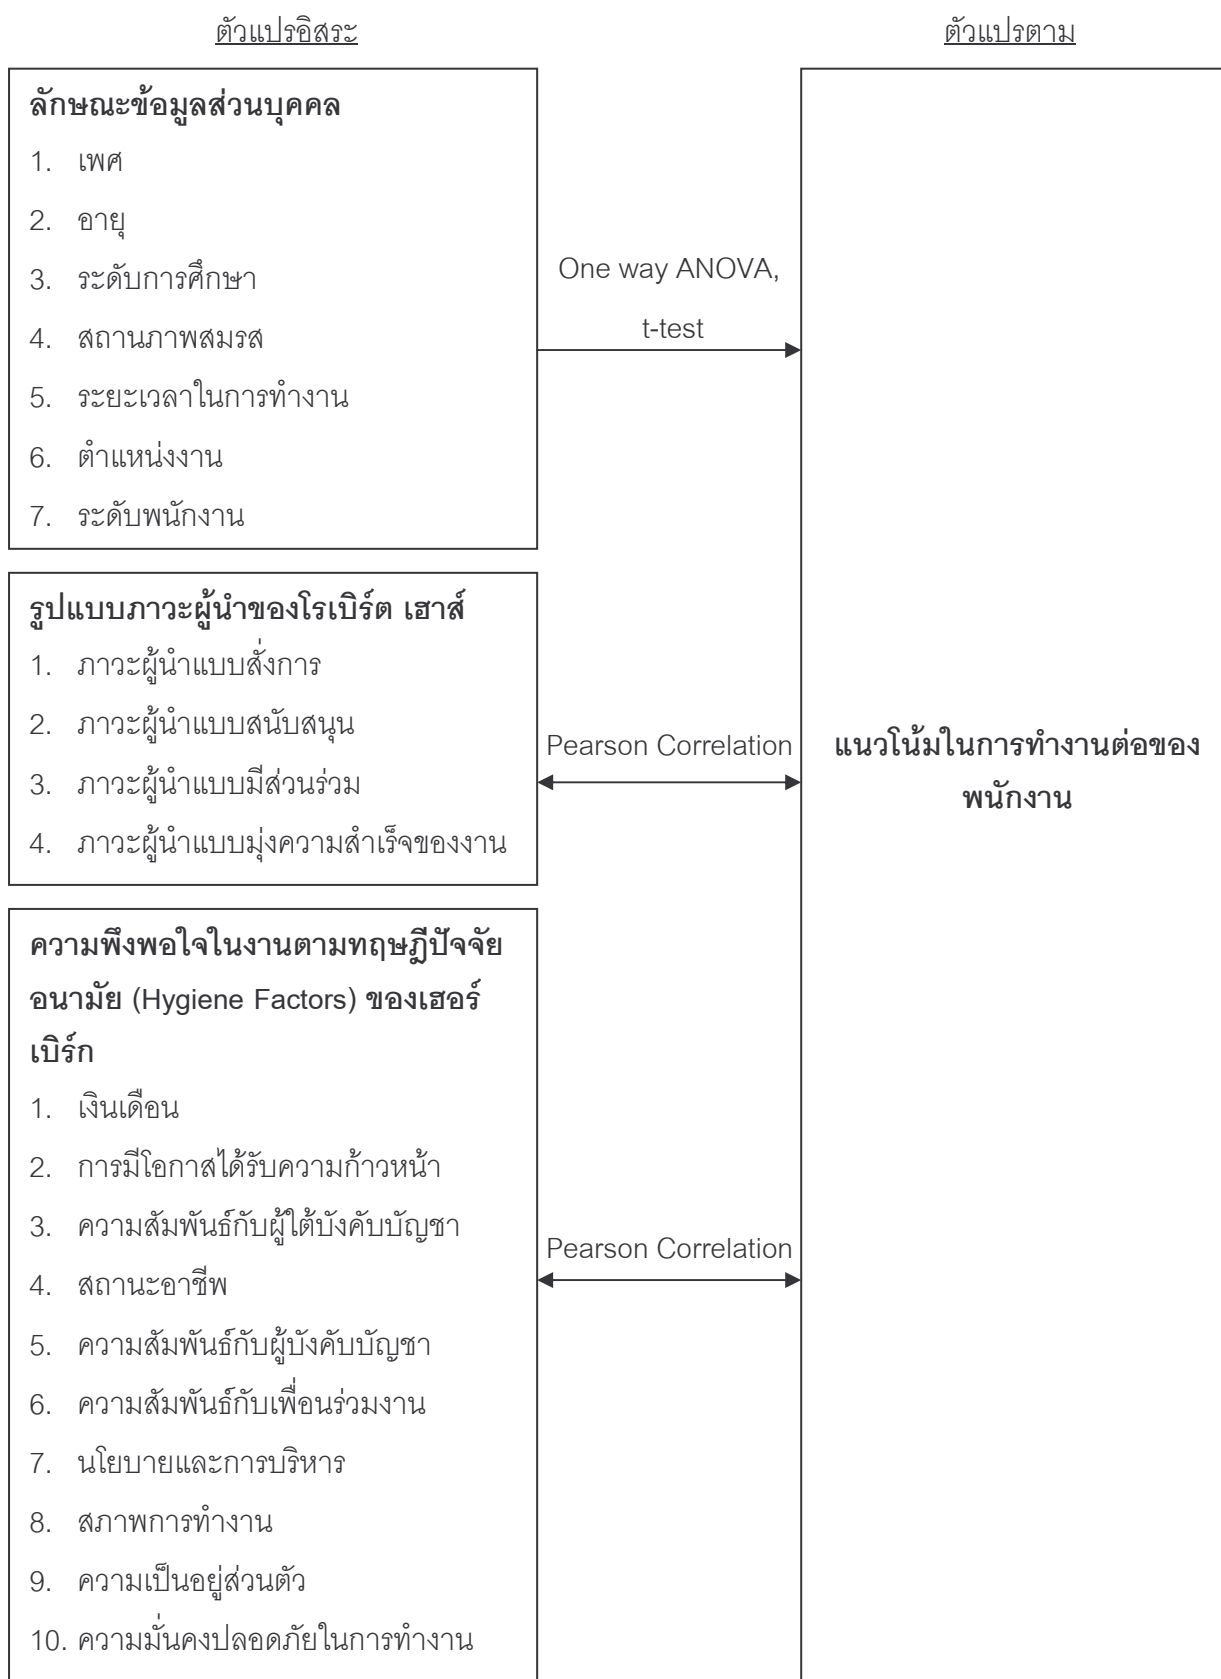 ตัวแปรอิสระ
ตัวแปรตาม
ลักษณะข้อมูลส่วนบุคคล
1. เพศ
2. อายุ
3. ระดับการศึกษา
4. สถานภาพสมรส
5. ระยะเวลาในการทำงาน
6. ตำแหน่งงาน
7. ระดับพนักงาน
One way ANOVA,
t-test
รูปแบบภาวะผู้นำของโรเบิร์ต เฮาส์
1. ภาวะผู้นำแบบสั่งการ
2. ภาวะผู้นำแบบสนับสนุน
3. ภาวะผู้นำแบบมีส่วนร่วม
4. ภาวะผู้นำแบบมุ่งความสำเร็จของงาน
Pearson Correlation
แนวโน้มในการทำงานต่อของ
พนักงาน
ความพึงพอใจในงานตามทฤษฎีปัจจัย
อนามัย (Hygiene Factors) ของเฮอร์
เบิร์ก
1. เงินเดือน
2. การมีโอกาสได้รับความก้าวหน้า
3. ความสัมพันธ์กับผู้ใต้บังคับบัญชา
4. สถานะอาชีพ
5. ความสัมพันธ์กับผู้บังคับบัญชา
6. ความสัมพันธ์กับเพื่อนร่วมงาน
7. นโยบายและการบริหาร
8. สภาพการทำงาน
9. ความเป็นอยู่ส่วนตัว
10. ความมั่นคงปลอดภัยในการทำงาน
Pearson Correlation